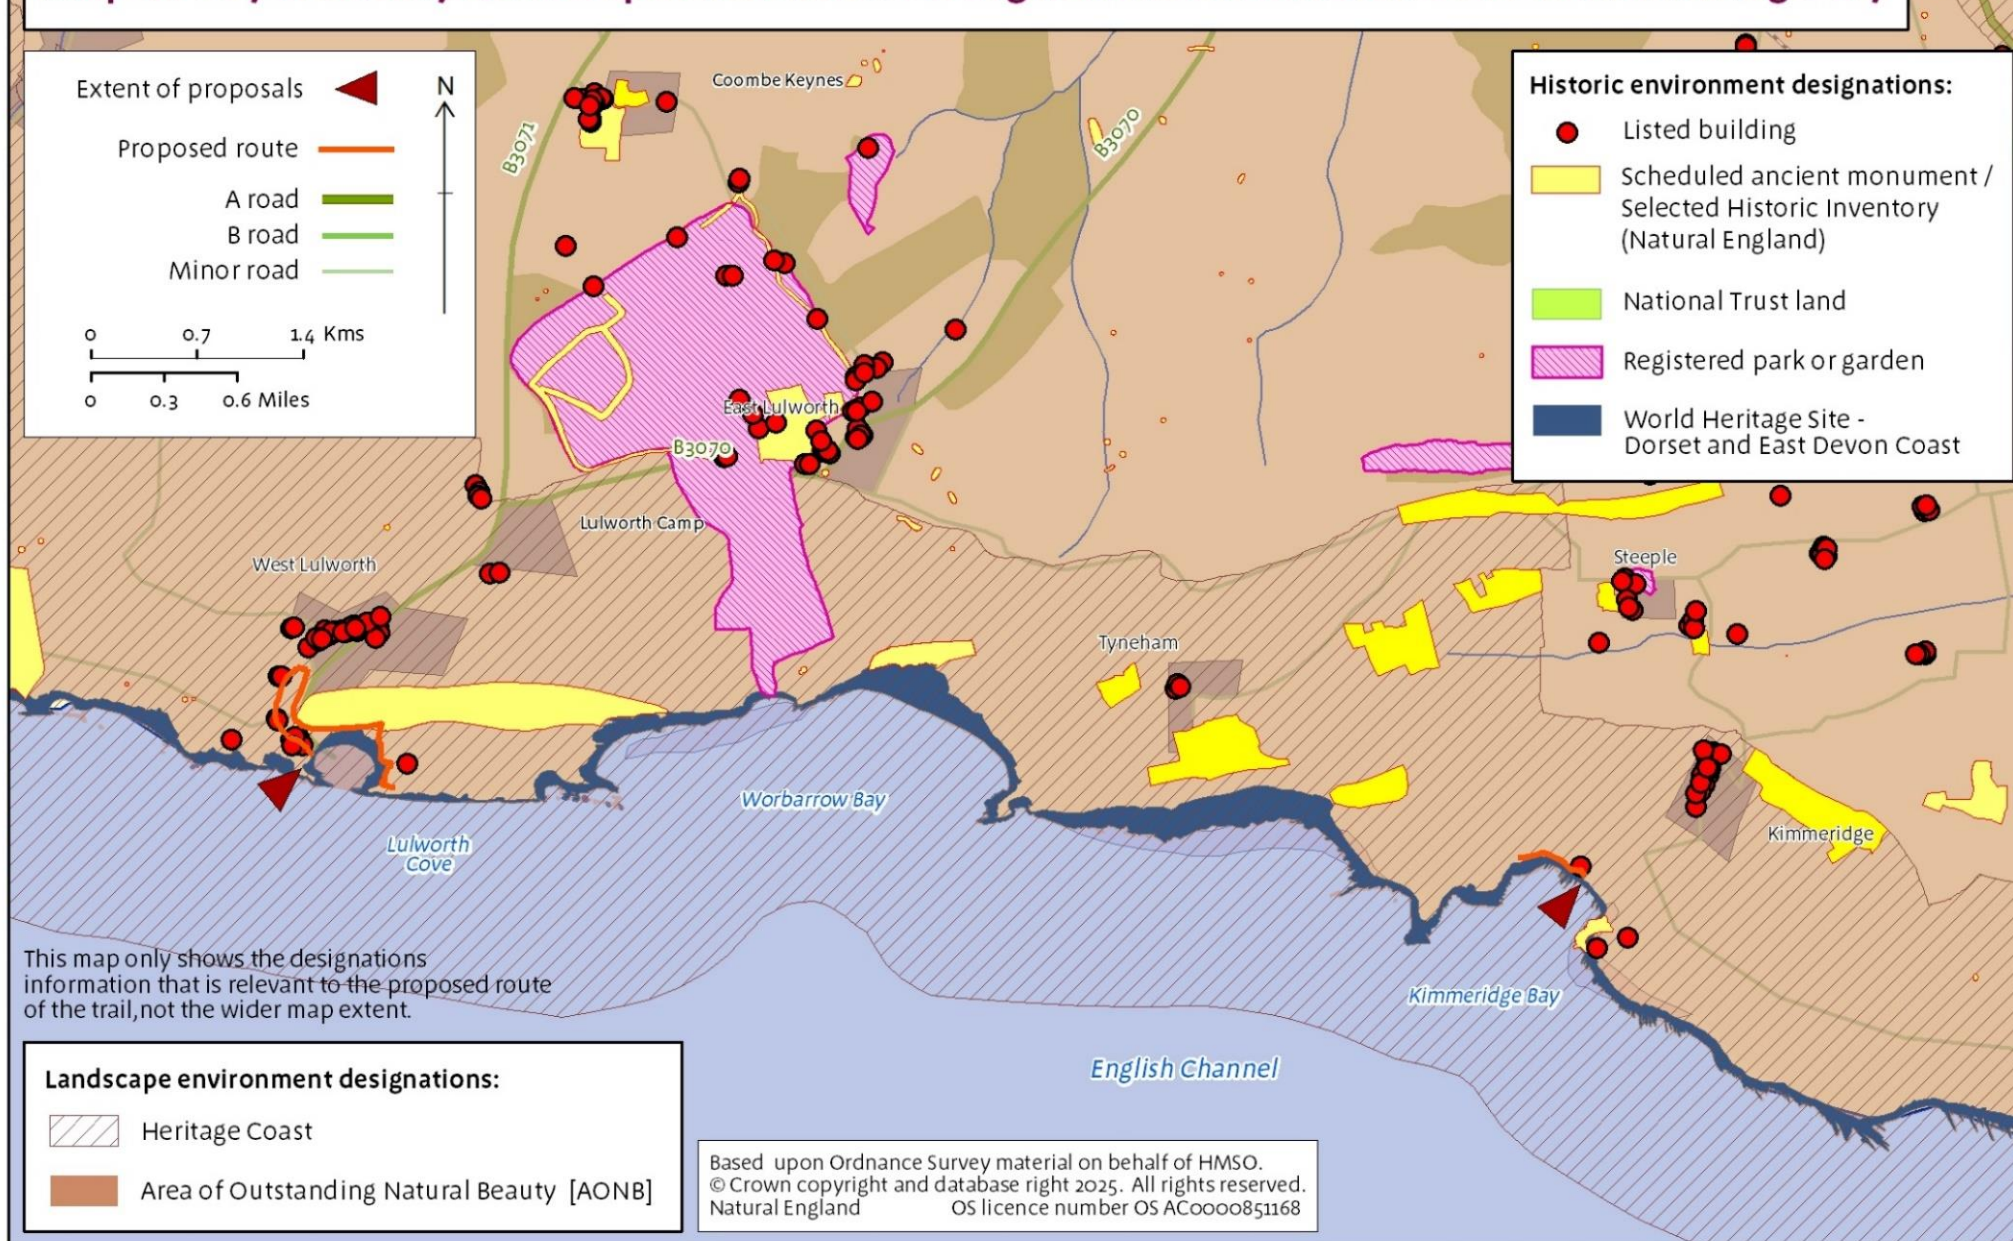 Extent of proposals
N
Proposed route
A road
B road
Minor road
0 0.7 1.4 Kms
0 0.3 0.6 Miles
Historic environment designations:
Listed building
Scheduled ancient monument /
Selected Historic Inventory
(Natural England)
National Trust land
Registered park or garden
World Heritage Site -
Dorset and East Devon Coast
Coombe Keynes
B3071
B3070
East Lulworth
B3070
Lulworth Camp
West Lulworth
Steeple
Tyneham
Worbarrow Bay
Lulworth
Cove
Kimmeridge
Kimmeridge Bay
English Channel
This map only shows the designations
information that is relevant to the proposed route
of the trail,not the wider map extent.
Landscape environment designations:
Heritage Coast
Area of Outstanding Natural Beauty [AONB]
Based upon Ordnance Survey material on behalf of HMSO.
© Crown copyright and database right 2025. All rights reserved.
Natural England OS licence number OS AC0000851168